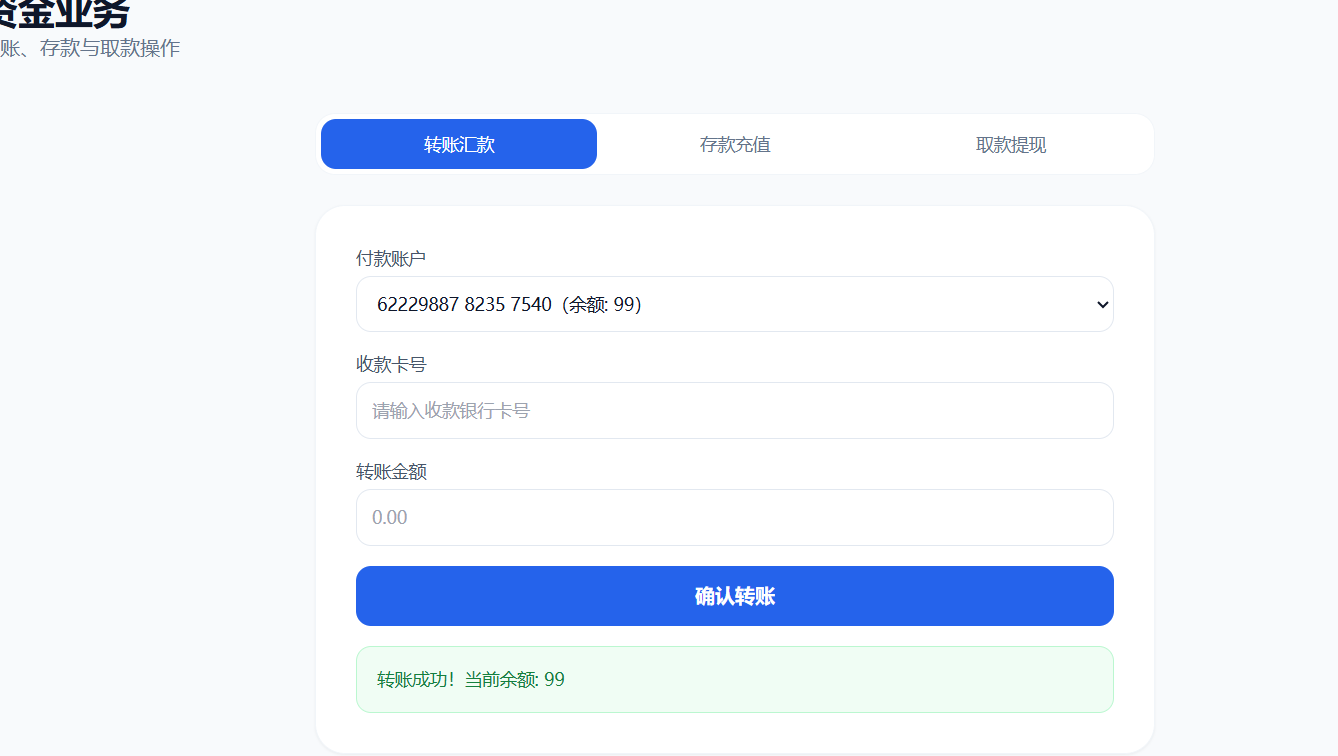 资金业务
账、存款与取款操作
转账汇款 存款充值 取款提现
付款账户
62229887 8235 7540（余额: 99）
收款卡号
请输入收款银行卡号
转账金额
0.00
确认转账
转账成功！当前余额: 99